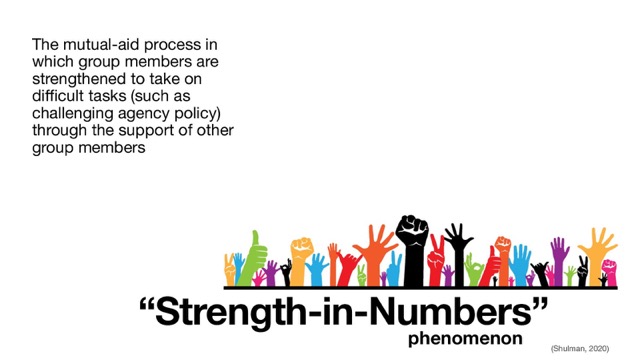 The mutual-aid process in
which group members are
strengthened to take on
difficult tasks (such as
challenging agency policy)
through the support of other
group members
“Strength-in-Numbers”
phenomenon
(Shulman, 2020)